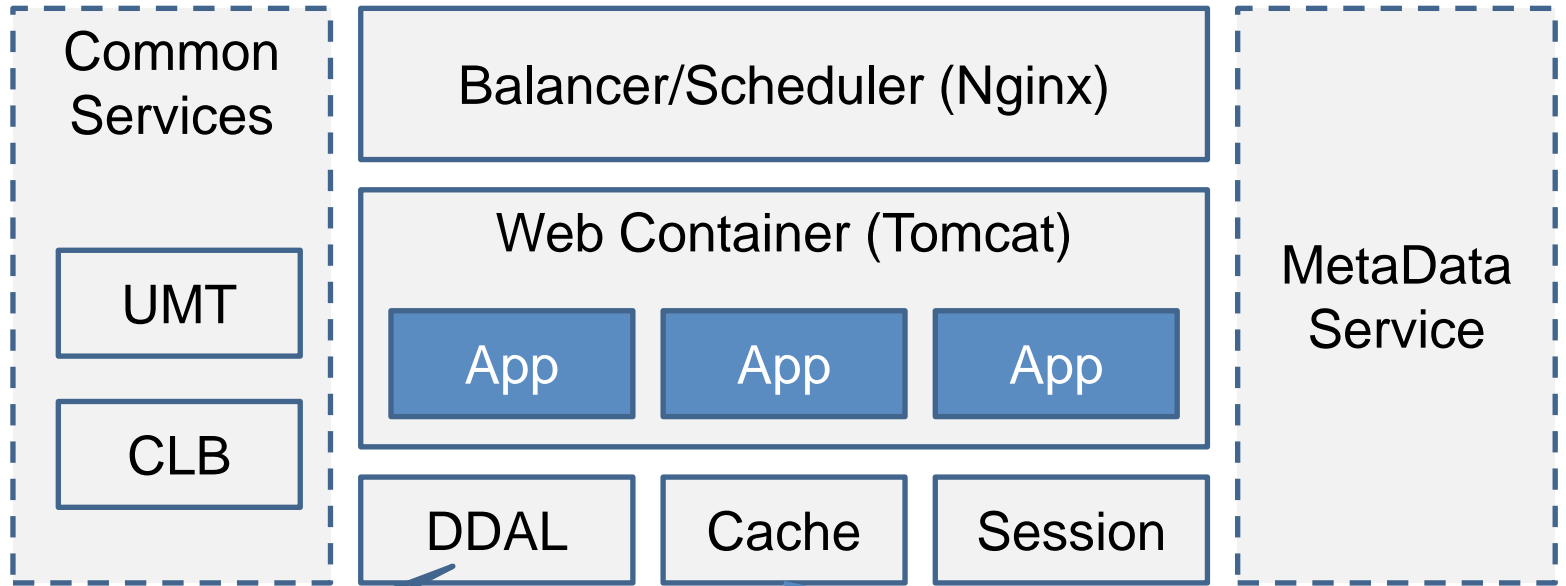 Common
Services
UMT
CLB
Balancer/Scheduler (Nginx)
Web Container (Tomcat)
App
App
App
DDAL
Cache
Session
MetaData
Service